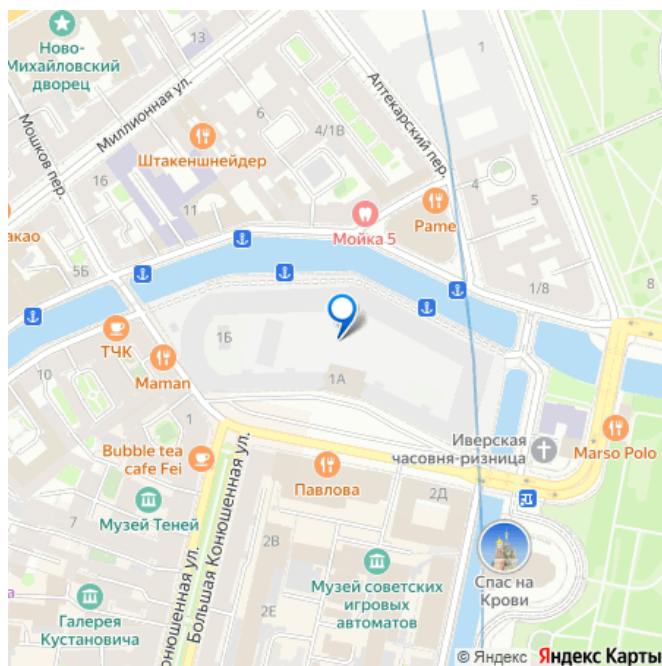 13
1
Ново-
Михайловский
дворец
Миллионная ул.
Аптекарский пер.
6
4/1В
Штакеншнейдер
Мошков пер.
16
11
4
5
Мойка 5
Pame
акао
5Б
1/8
8
1Б
ТЧК
Maman
10
1А
1
Bubble tea
cafe Fei
Большая Конюшенная ул.
Иверская
часовня-ризница
Marso Polo
Павлова
2Д
7
Музей Теней
2В
Спас на
Крови
Музей советских
игровых
автоматов
нюшенная ул.
а
Галерея
Кустановича
2Е
© Яндекс Яндекс Карты